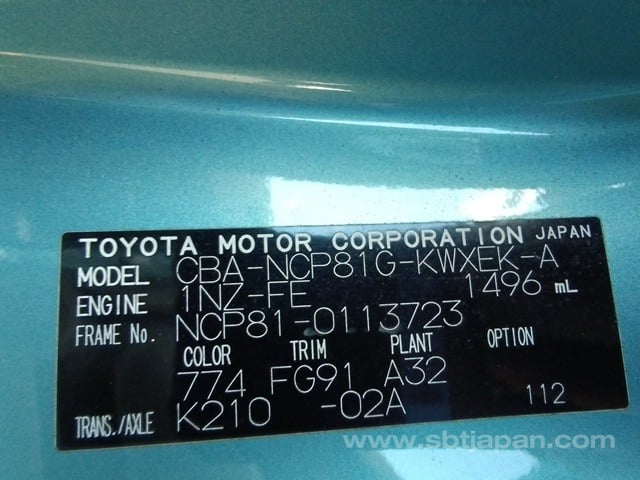 TOYOTA MOTOR CORPORATION JAPAN
MODEL CBA-NCP81G-KWXEK-A
ENGINE 1NZ-FE 1496 mL
FRAME No. NCP81-0113723
COLOR TRIM PLANT OPTION
774 FG91 A32
TRANS./AXLE K210 -02A 112
www.sbtjapan.com